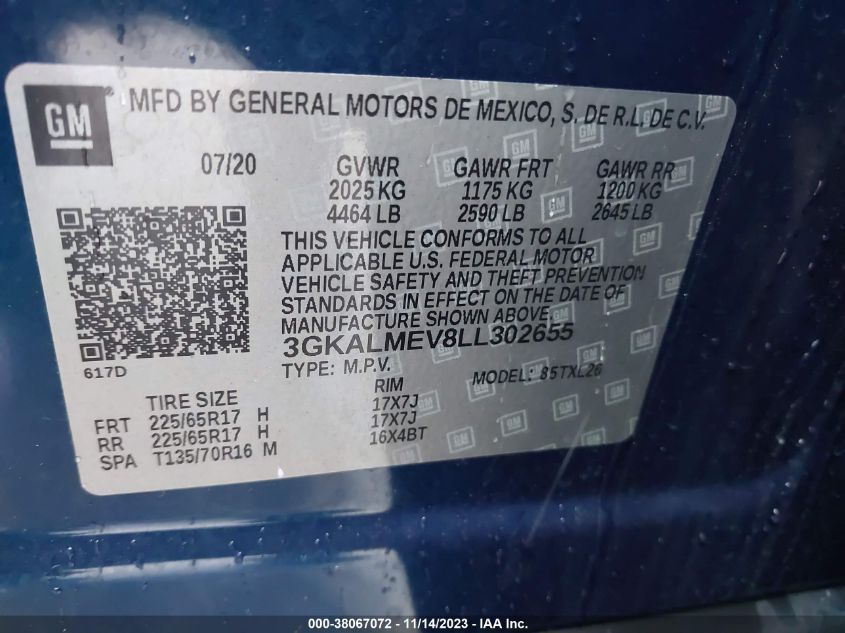 GM ® MFD BY GENERAL MOTORS DE MEXICO, S. DE R.L. DE C.V.
07/20 GVWR GAWR FRT GAWR RR
2025 KG 1175 KG 1200 KG
4464 LB 2590 LB 2645 LB
THIS VEHICLE CONFORMS TO ALL
APPLICABLE U.S. FEDERAL MOTOR
VEHICLE SAFETY AND THEFT PREVENTION
STANDARDS IN EFFECT ON THE DATE OF
MANUFACTURE SHOWN ABOVE.
3GKALMEV8LL302655
617D
TYPE: M.P.V. MODEL: 85TXL26
TIRE SIZE RIM
FRT 225/65R17 H 17X7J
RR 225/65R17 H 17X7J
SPA T135/70R16 M 16X4BT
000-38067072 — 11/14/2023 — IAA Inc.